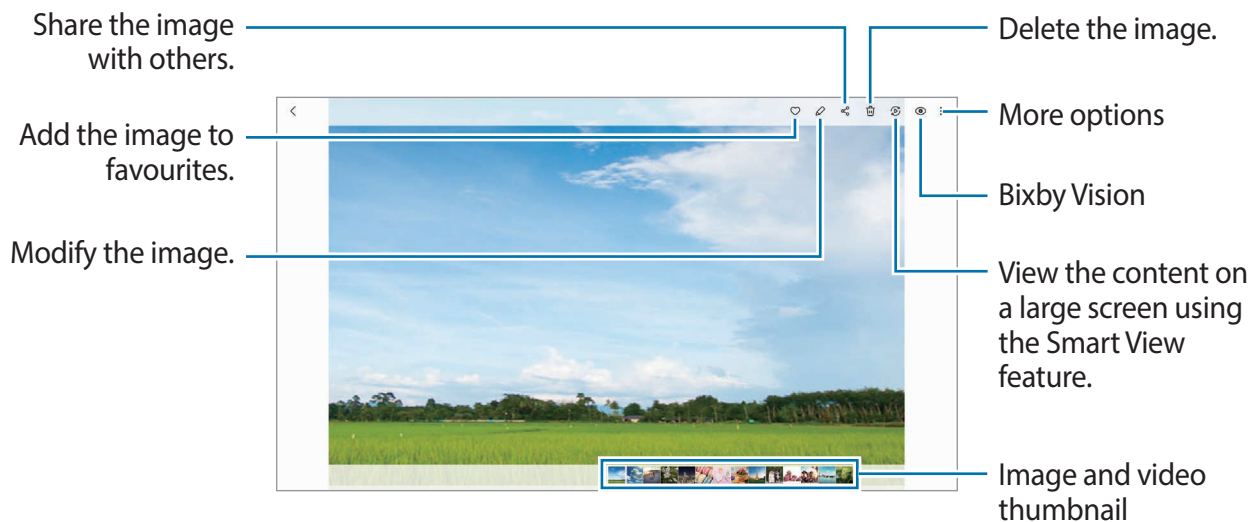 Share the image
with others.
Add the image to
favourites.
Modify the image.
Delete the image.
More options
Bixby Vision
View the content on
a large screen using
the Smart View
feature.
Image and video
thumbnail